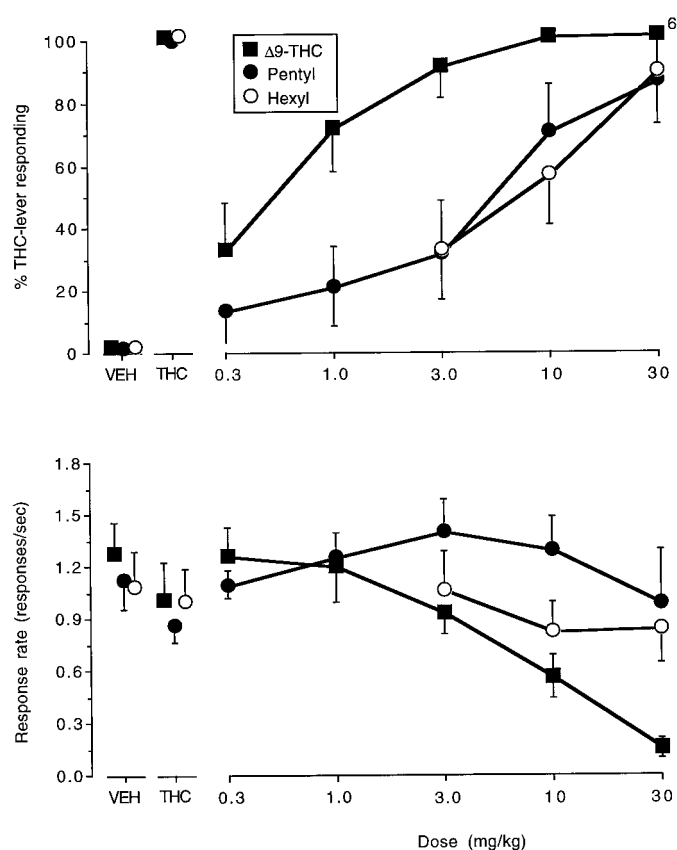 6
100
80
60
40
20
0
% THC-lever responding
Δ9-THC
Pentyl
Hexyl
VEH THC 0.3 1.0 3.0 10 30
1.8
1.5
1.2
0.9
0.6
0.3
0.0
Response rate (responses/sec)
VEH THC 0.3 1.0 3.0 10 30
Dose (mg/kg)